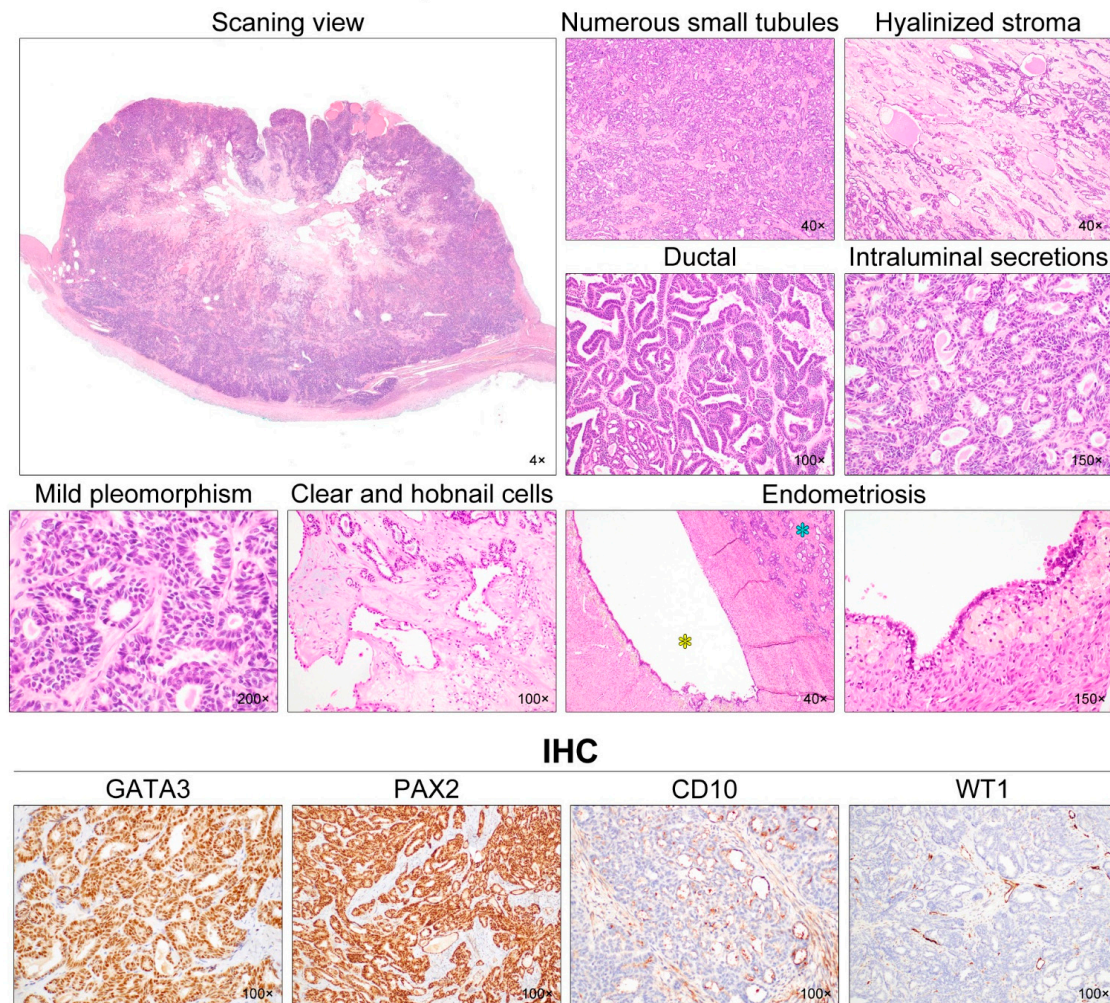 Scaning view
Numerous small tubules
Hyalinized stroma
4×
40×
40×
Ductal
Intraluminal secretions
100×
150×
Mild pleomorphism
Clear and hobnail cells
Endometriosis
200×
100×
40×
150×
IHC
GATA3
PAX2
CD10
WT1
100×
100×
100×
100×